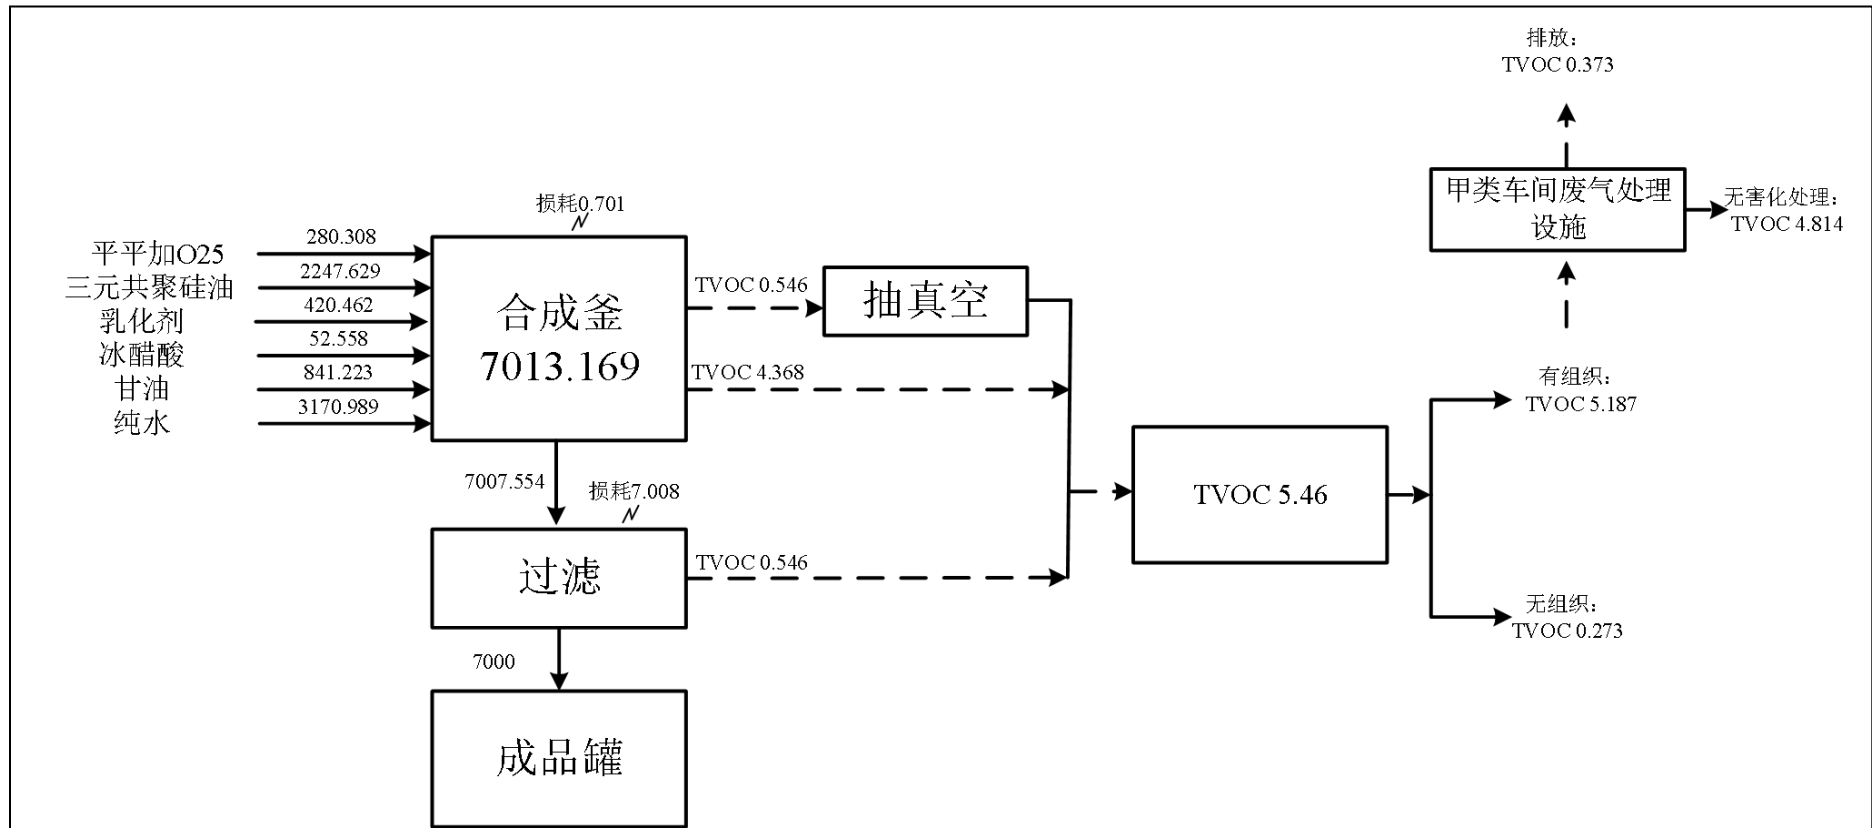 排放：
TVOC 0.373
甲类车间废气处理
设施
无害化处理：
TVOC 4.814
损耗0.701
平平加O25
280.308
三元共聚硅油
2247.629
乳化剂
420.462
冰醋酸
52.558
甘油
841.223
纯水
3170.989
合成釜
7013.169
TVOC 0.546
抽真空
TVOC 4.368
有组织：
TVOC 5.187
7007.554
损耗7.008
TVOC 5.46
过滤
TVOC 0.546
无组织：
TVOC 0.273
7000
成品罐